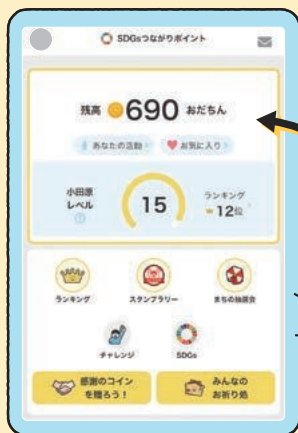 SDGsつながりポイント
残高 690 おだちん
あなたの活動
お気に入り
小田原
レベル
15
ランキング
12位
ランキング
スタンプラリー
まちの抽選会
チャレンジ
SDGs
感謝のコイン
を贈ろう!
みんなの
お祈り処